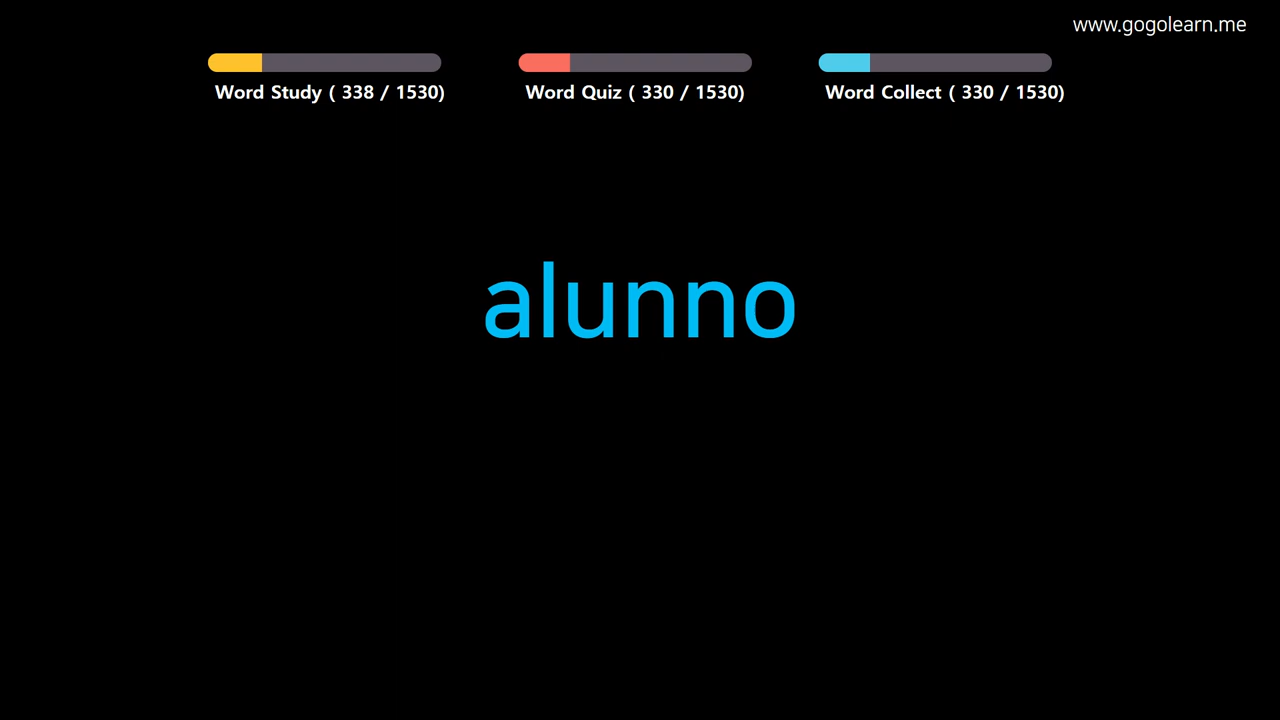 www.gogolearn.me
Word Study ( 338 / 1530)
Word Quiz ( 330 / 1530)
Word Collect ( 330 / 1530)
alunno